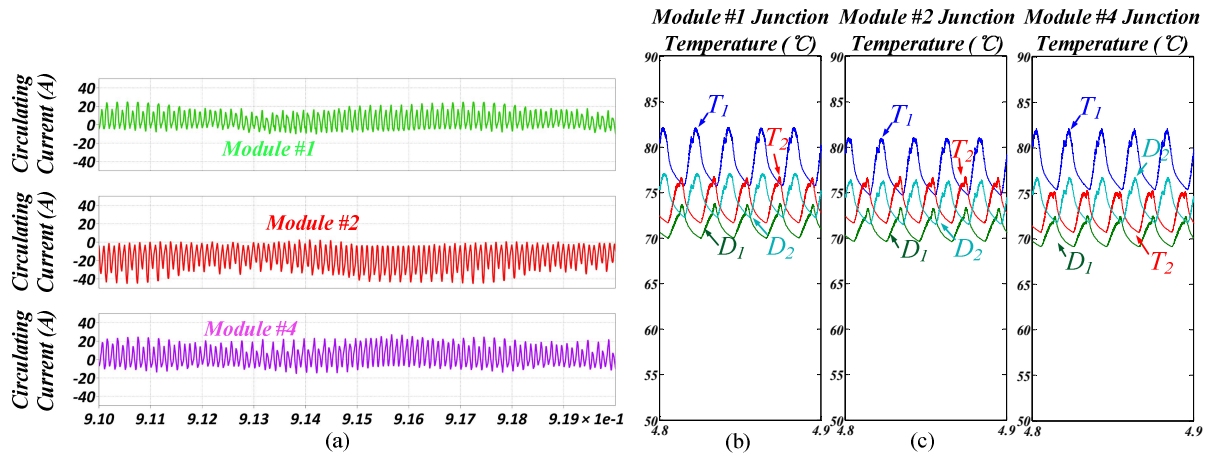 Circulating
Current (A)
40
20
0
-20
-40
Module #1
Circulating
Current (A)
40
20
0
-20
-40
Module #2
Circulating
Current (A)
40
20
0
-20
-40
Module #4
9.10 9.11 9.12 9.13 9.14 9.15 9.16 9.17 9.18 9.19 × 1e-1
(a)
Module #1 Junction
Temperature (℃)
90
85
80
75
70
65
60
55
50
T1
T2
D1
D2
4.8 4.9
(b)
Module #2 Junction
Temperature (℃)
90
85
80
75
70
65
60
55
50
T1
T2
D1
D2
4.8 4.9
(c)
Module #4 Junction
Temperature (℃)
90
85
80
75
70
65
60
55
50
T1
D2
D1
T2
4.8 4.9